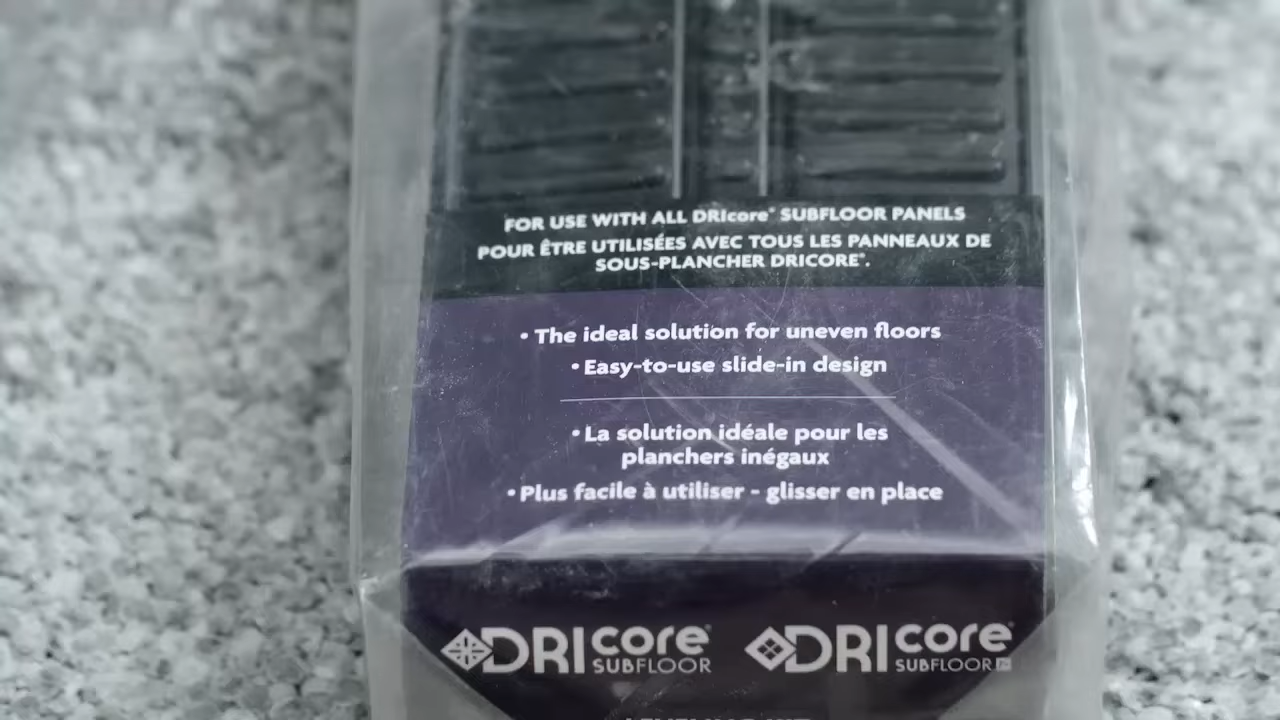 FOR USE WITH ALL DRIcore® SUBFLOOR PANELS
POUR ÊTRE UTILISÉES AVEC TOUS LES PANNEAUX DE
SOUS-PLANCHER DRICORE®.
• The ideal solution for uneven floors
• Easy-to-use slide-in design
• La solution idéale pour les
planchers inégaux
• Plus facile à utiliser - glisser en place
DRIcore® SUBFLOOR
DRIcore® SUBFLOOR